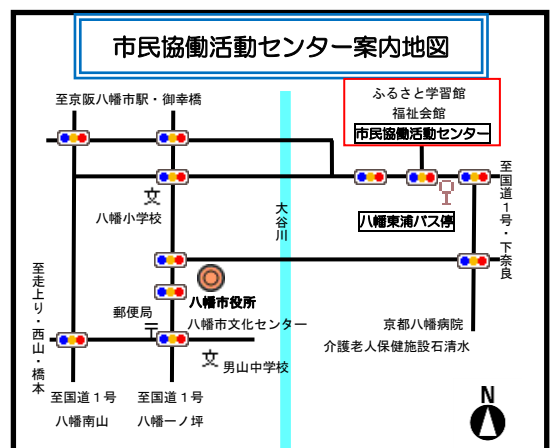 市民協働活動センター案内地図
至京阪八幡市駅・御幸橋
ふるさと学習館
福祉会館
市民協働活動センター
至国道1号・下奈良
八幡小学校
大谷川
八幡東浦バス停
至走上り・西山・橋本
八幡市役所
郵便局
八幡市文化センター
京都八幡病院
介護老人保健施設石清水
男山中学校
至国道1号
八幡南山
至国道1号
八幡一ノ坪
N